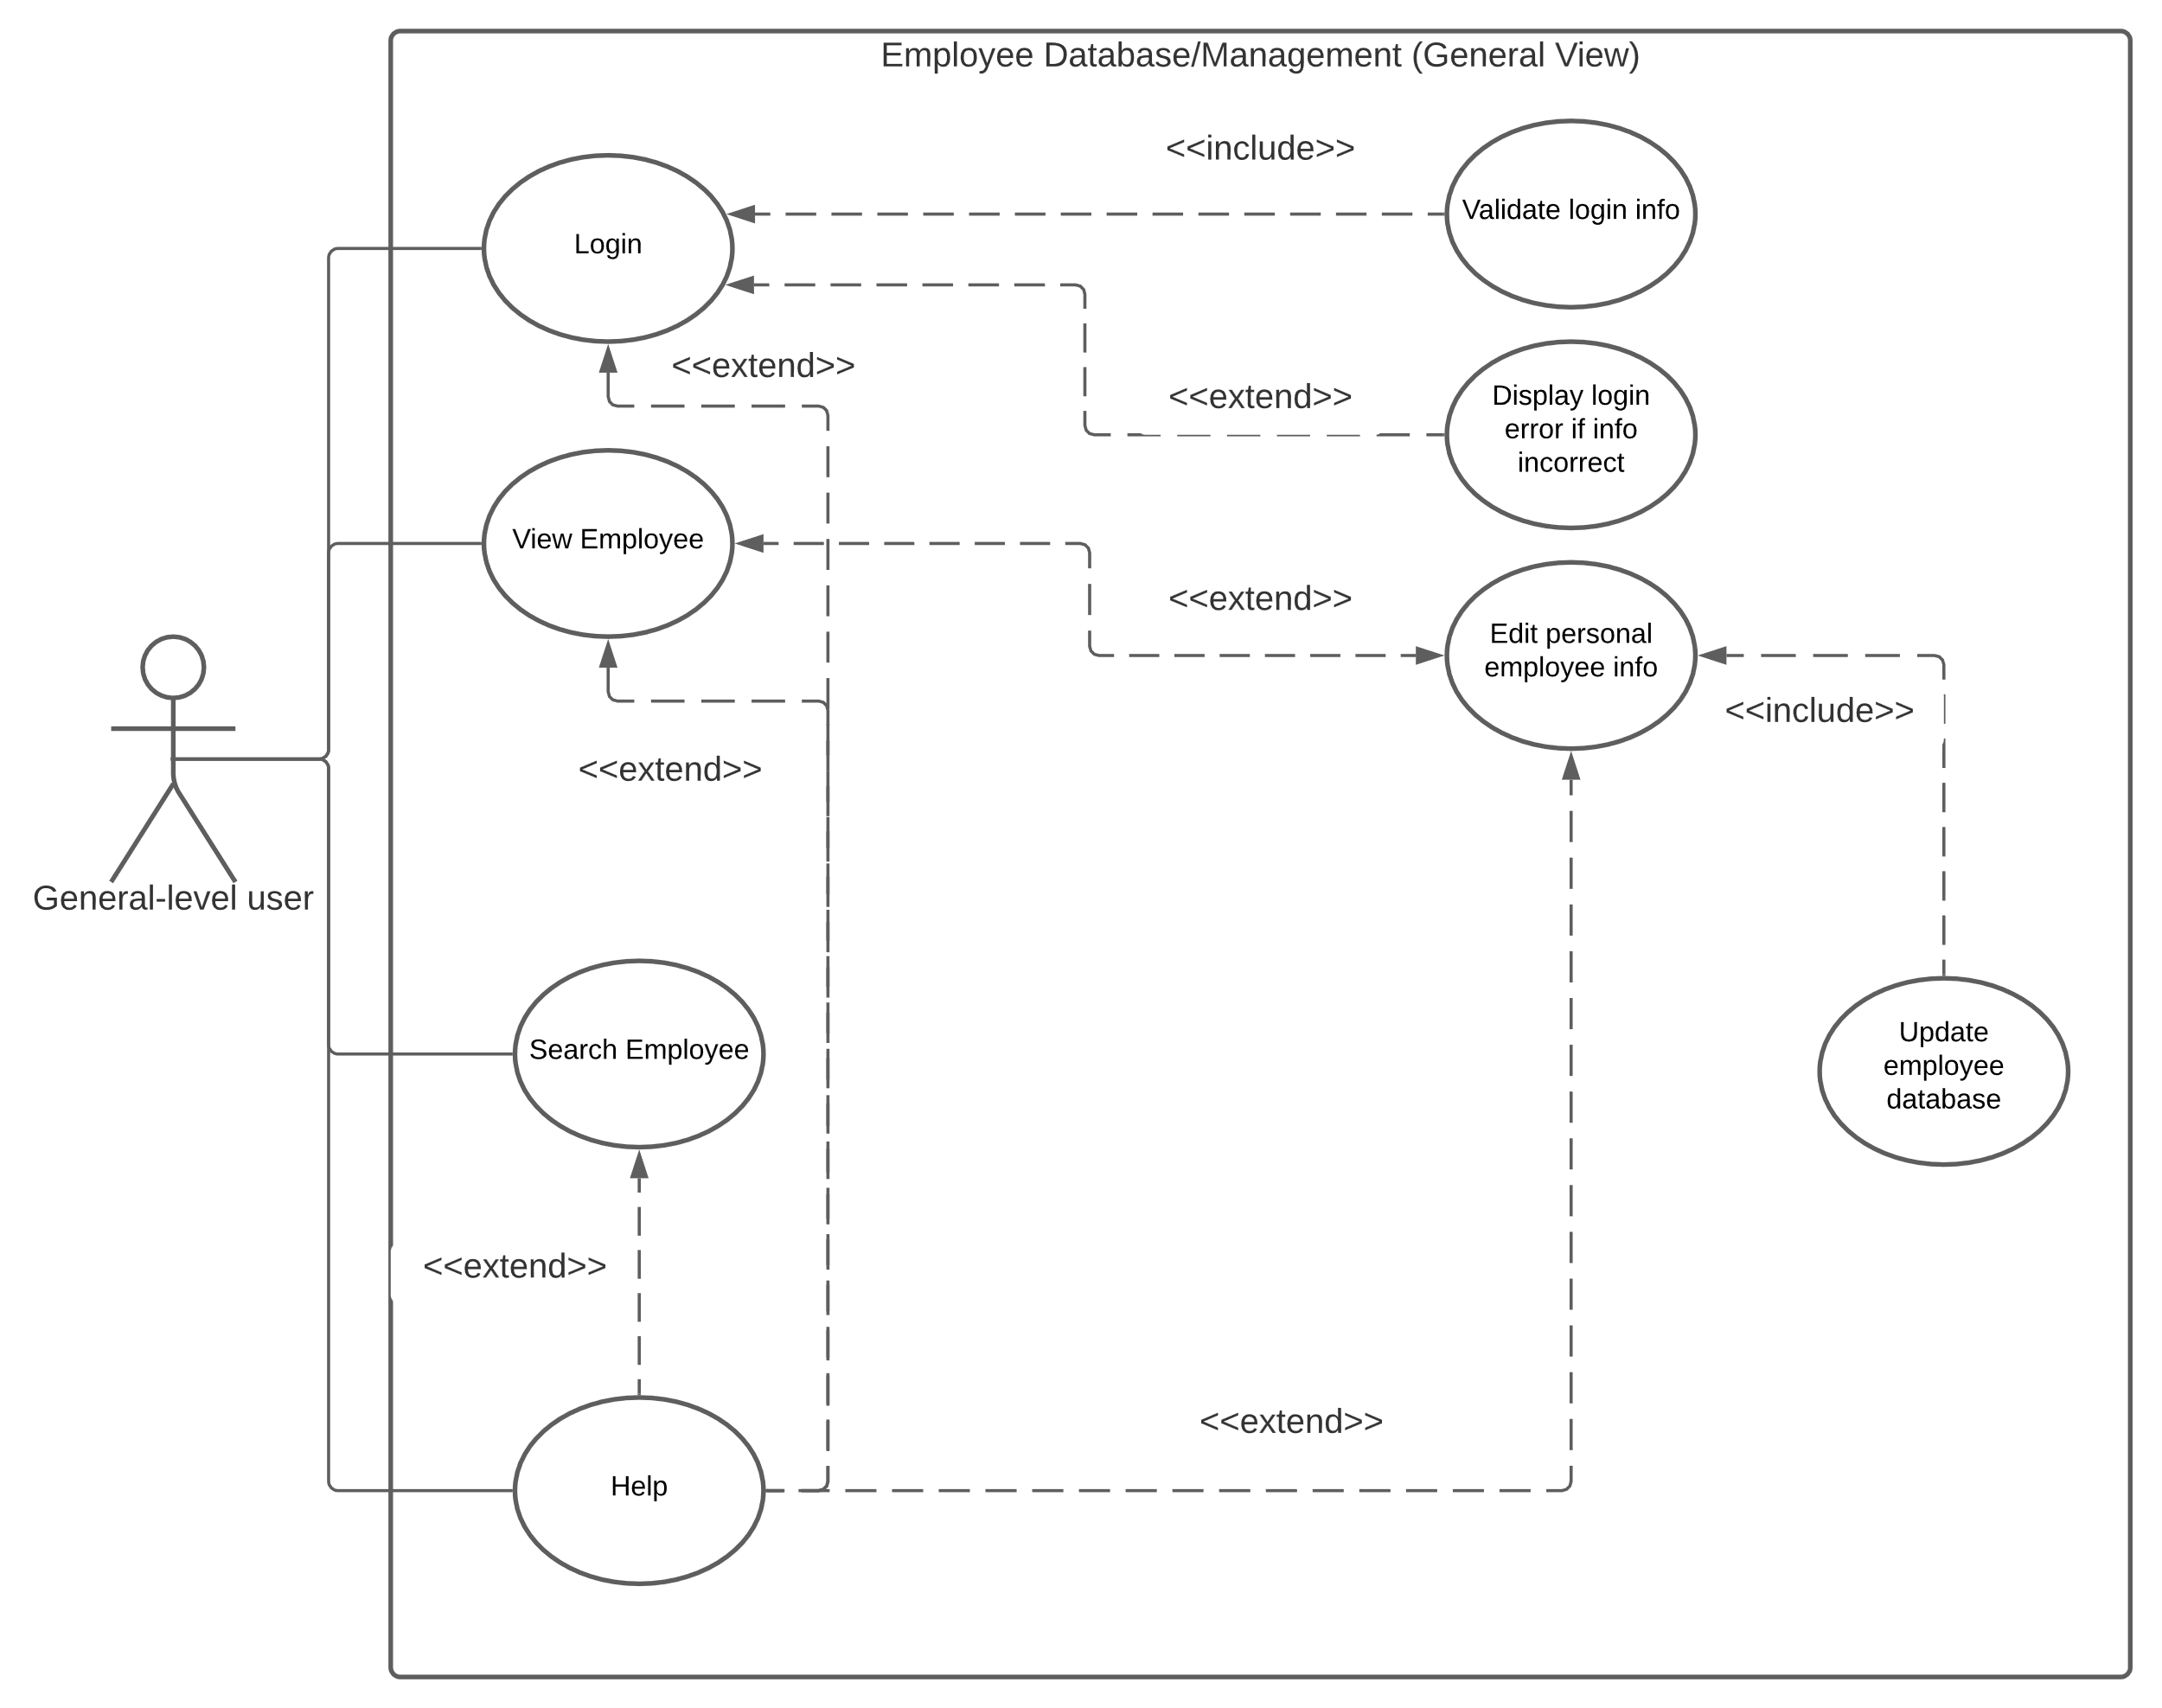 Employee Database/Management (General View)
<<include>>
Validate login info
Login
<<extend>>
<<extend>>
Display login
error if info
incorrect
View Employee
<<extend>>
Edit personal
employee info
<<include>>
<<extend>>
General-level user
Search Employee
Update
employee
database
<<extend>>
<<extend>>
Help